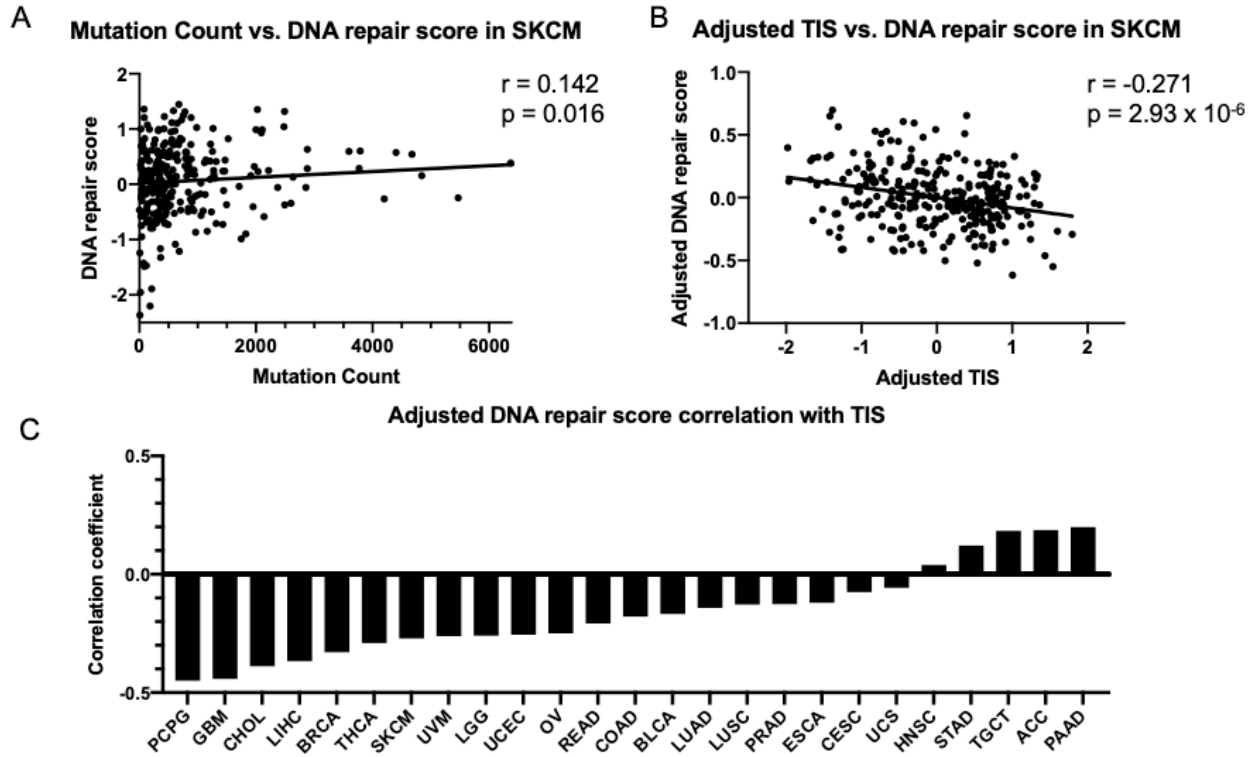 A
Mutation Count vs. DNA repair score in SKCM
r = 0.142
p = 0.016
DNA repair score
2
1
0
-1
-2
0
2000
4000
6000
Mutation Count
B
Adjusted TIS vs. DNA repair score in SKCM
r = -0.271
p = 2.93 x 10⁻⁶
Adjusted DNA repair score
1.0
0.5
0.0
-0.5
-1.0
-2
-1
0
1
2
Adjusted TIS
C
Adjusted DNA repair score correlation with TIS
Correlation coefficient
0.5
0.0
-0.5
PCPG
GBM
CHOL
LIHC
BRCA
THCA
SKCM
UVM
LGG
UCEC
OV
READ
COAD
BLCA
LUAD
LUSC
PRAD
ESCA
CESC
UCS
HNSC
STAD
TGCT
ACC
PAAD